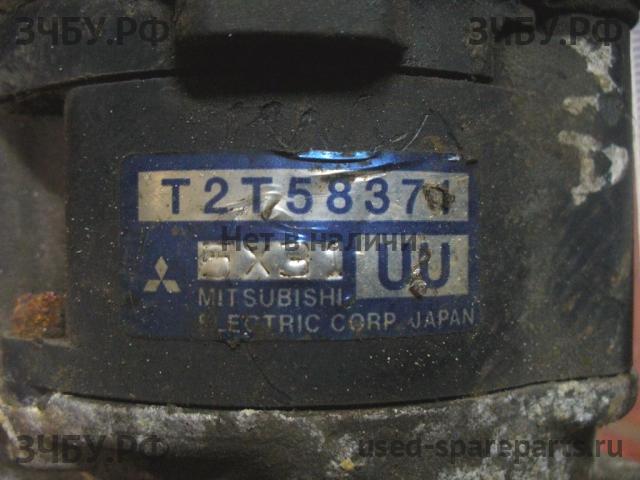 ЗЧБУ.РФ ЗЧБУ.РФ
T2T58371
Нет в наличии
UU
MITSUBISHI
ELECTRIC CORP. JAPAN
ЗЧБУ.РФ used-spareparts.ru